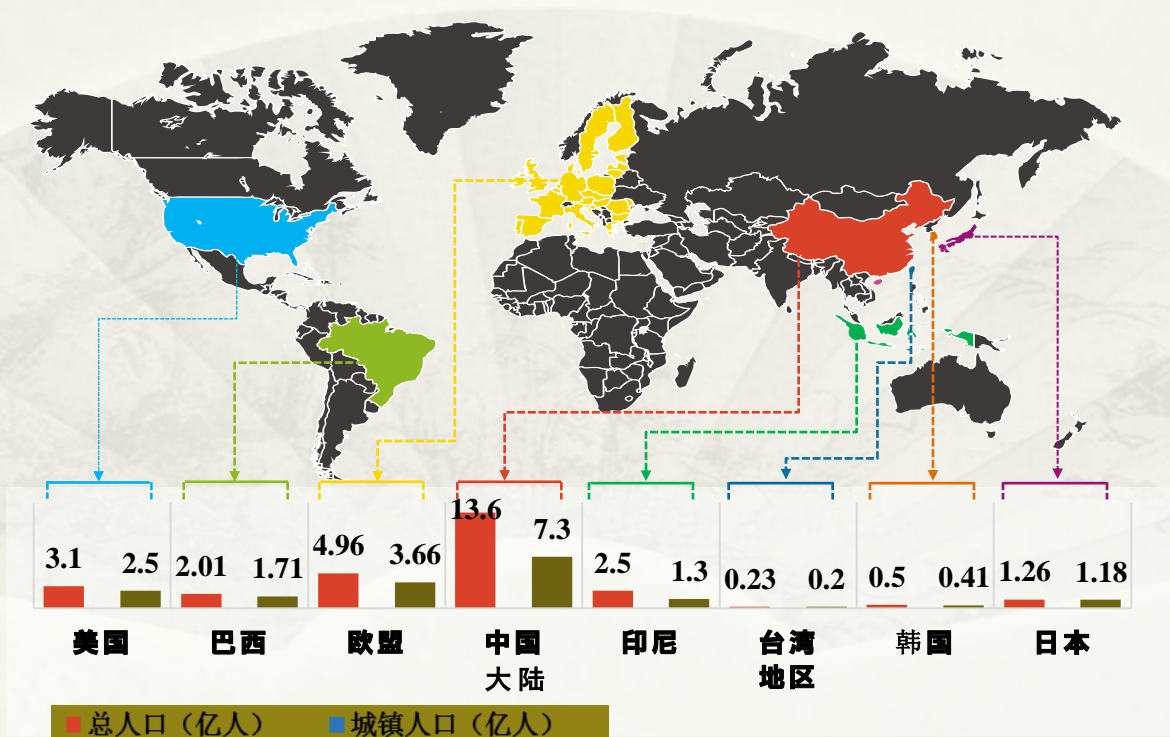 13.6
7.3
3.1
2.5
2.01
1.71
4.96
3.66
2.5
1.3
0.23
0.2
0.5
0.41
1.26
1.18
美国
巴西
欧盟
中国
大陆
印尼
台湾
地区
韩国
日本
总人口（亿人）
城镇人口（亿人）